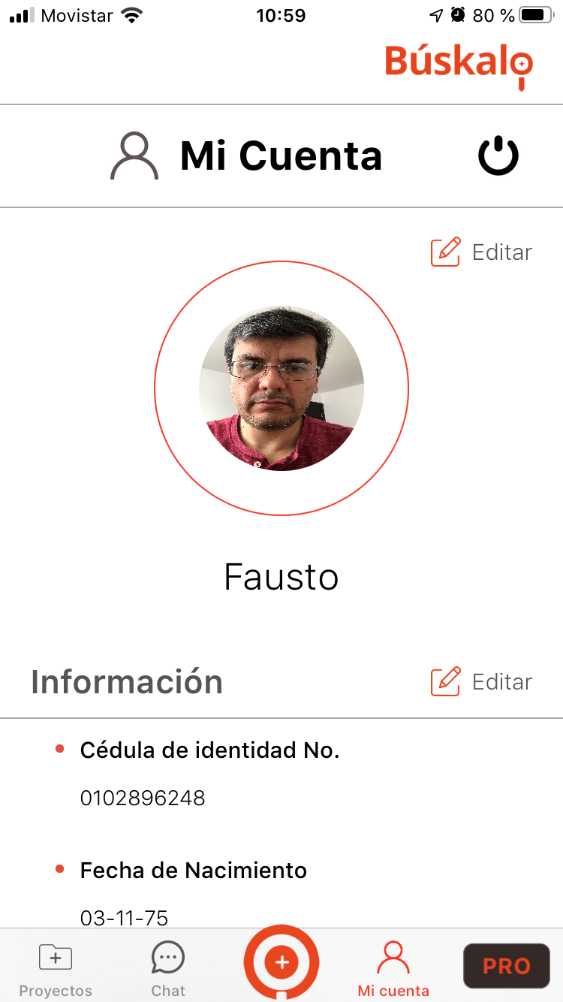 Movistar 10:59 80 %
Búskalo
Mi Cuenta
Editar
Fausto
Información Editar
Cédula de identidad No.
0102896248
Fecha de Nacimiento
03-11-75
Proyectos Chat Mi cuenta PRO